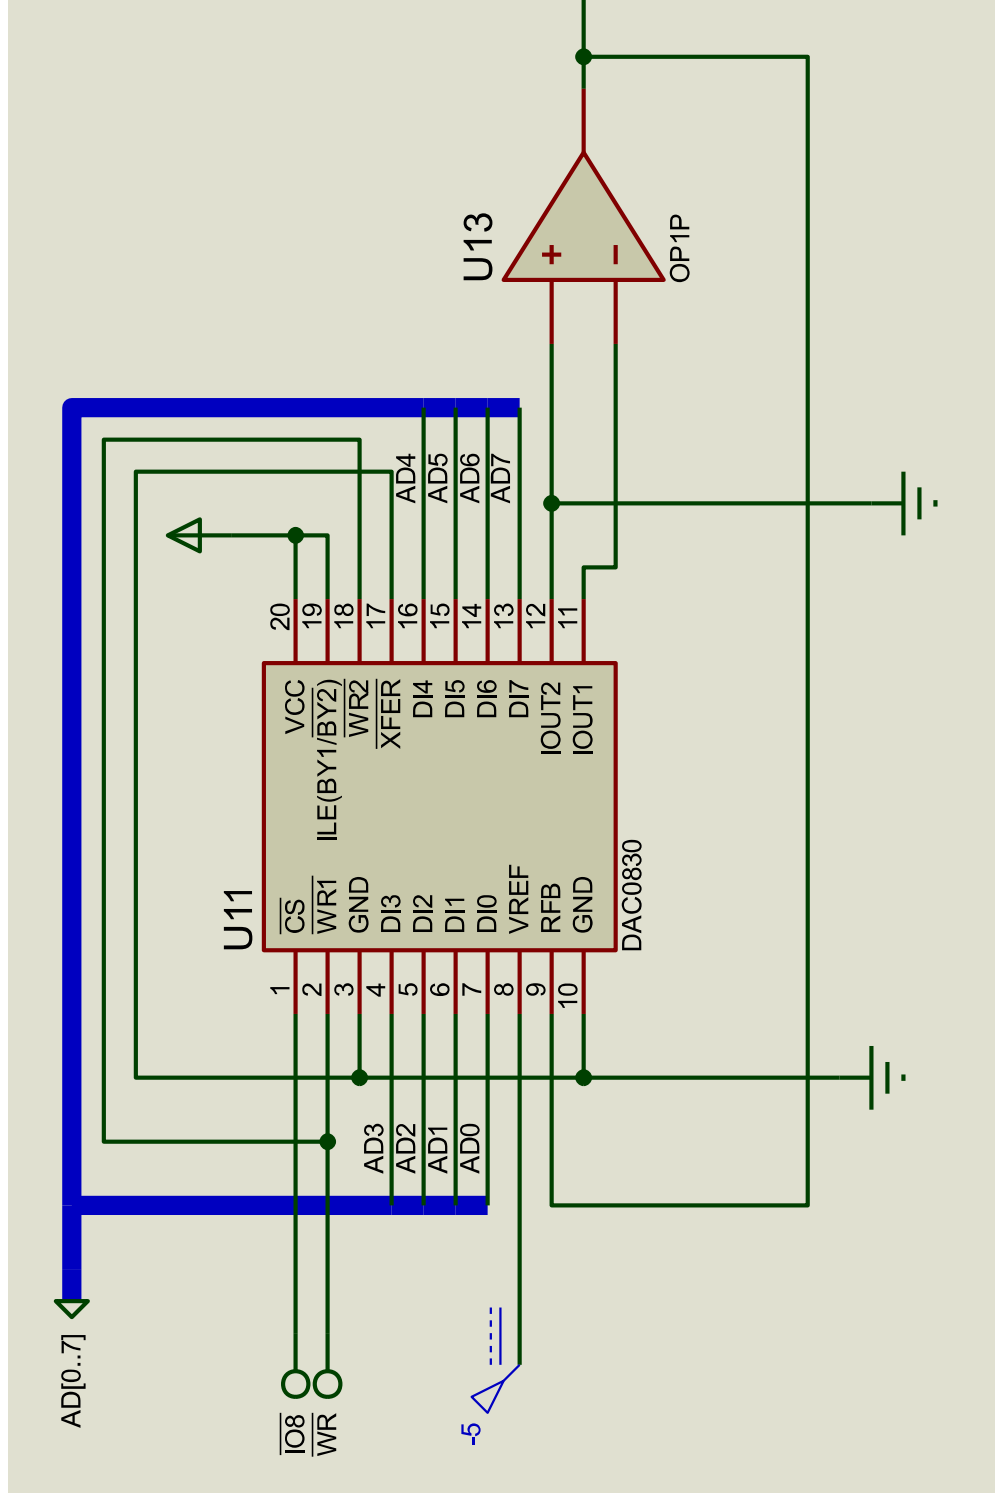 AD[0..7]
U11
IO8 1 CS VCC 20
WR 2 WR1 ILE(BY1/BY2) 19
3 GND WR2 18
AD3 4 DI3 XFER 17
AD2 5 DI2 DI4 16 AD4
AD1 6 DI1 DI5 15 AD5
AD0 7 DI0 DI6 14 AD6
-5 8 VREF DI7 13 AD7
U13
9 RFB IOUT2 12 +
10 GND IOUT1 11 −
DAC0830
OP1P